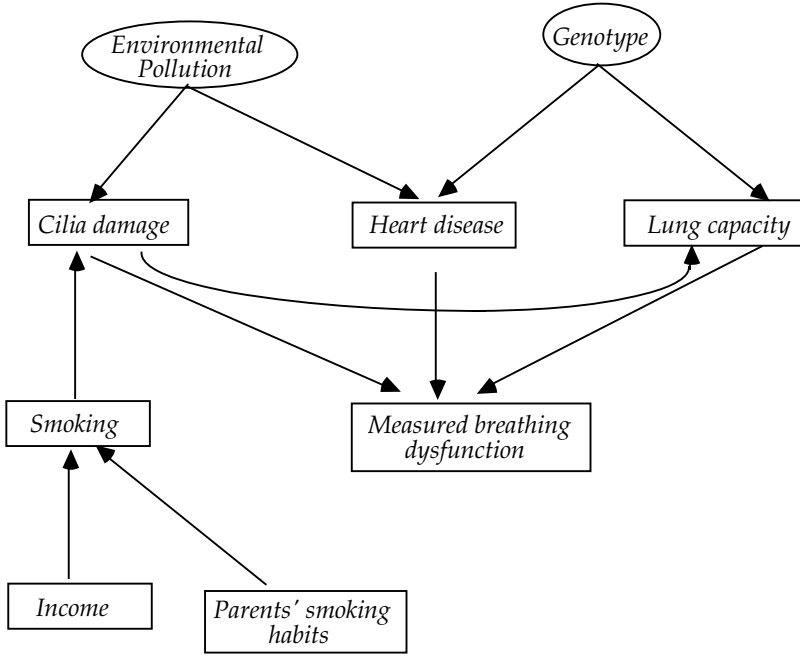 Environmental
Pollution
Genotype
Cilia damage
Heart disease
Lung capacity
Smoking
Measured breathing
dysfunction
Income
Parents' smoking
habits